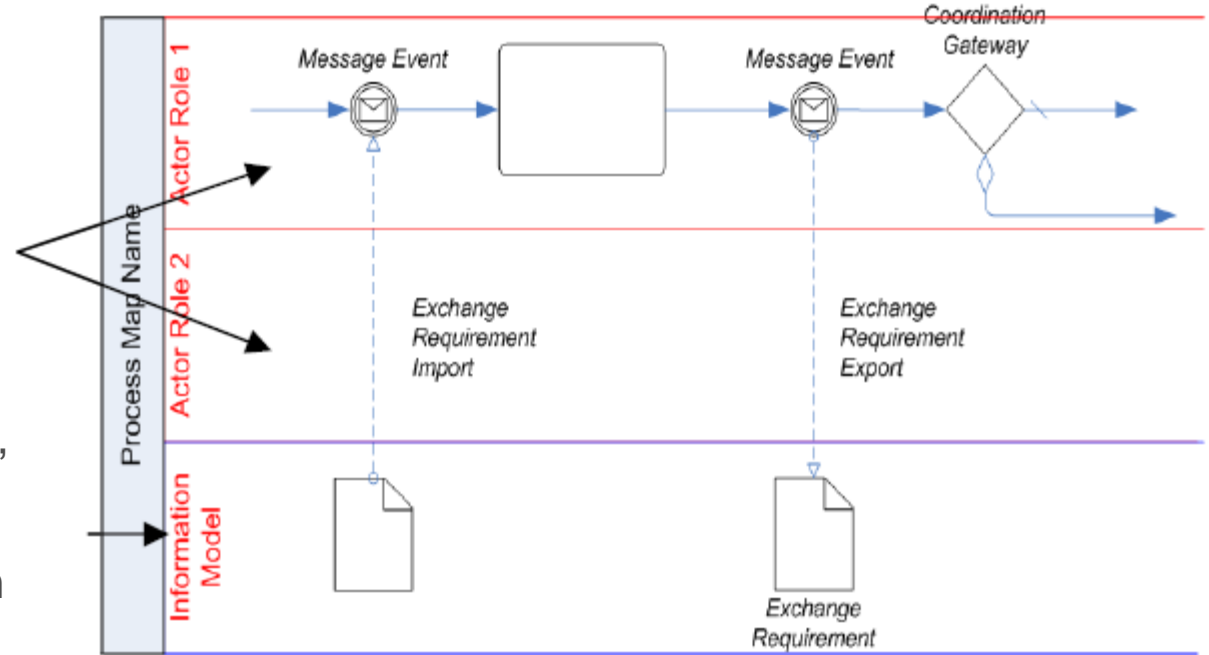 Coordination
Gateway
Message Event
Message Event
Actor Role 1
Process Map Name
Actor Role 2
Exchange
Requirement
Import
Exchange
Requirement
Export
,
Information
Model
Exchange
Requirement